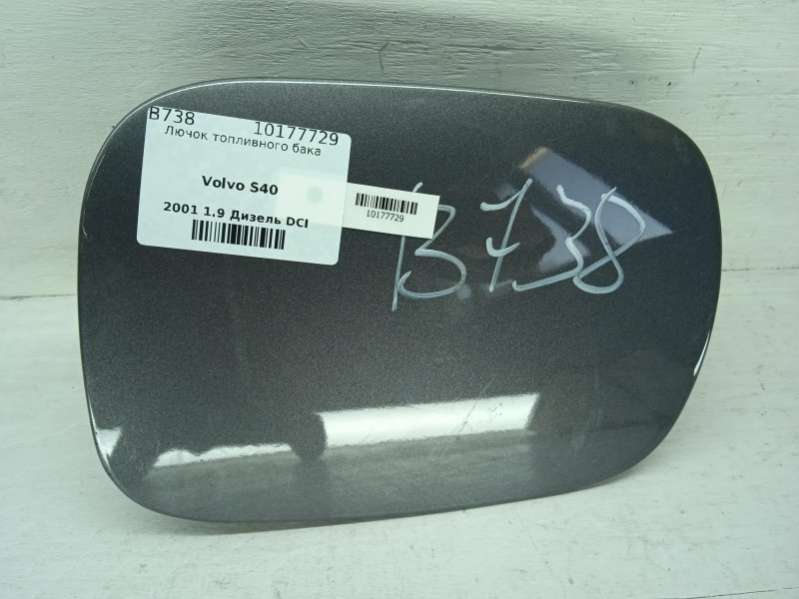 B738 10177729
Лючок топливного бака
Volvo S40
2001 1.9 Дизель DCI
10177729
B738